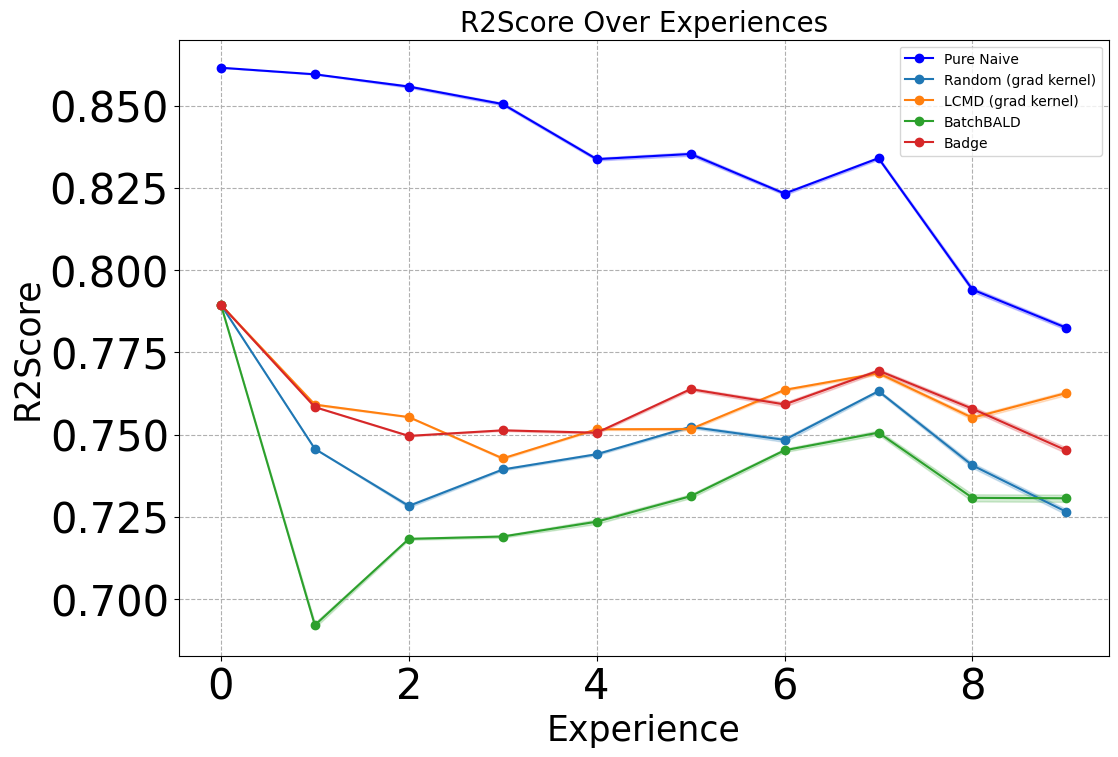 R2Score Over Experiences
Pure Naive
Random (grad kernel)
LCMD (grad kernel)
BatchBALD
Badge
0.850
0.825
0.800
0.775
0.750
0.725
0.700
R2Score
0 2 4 6 8
Experience